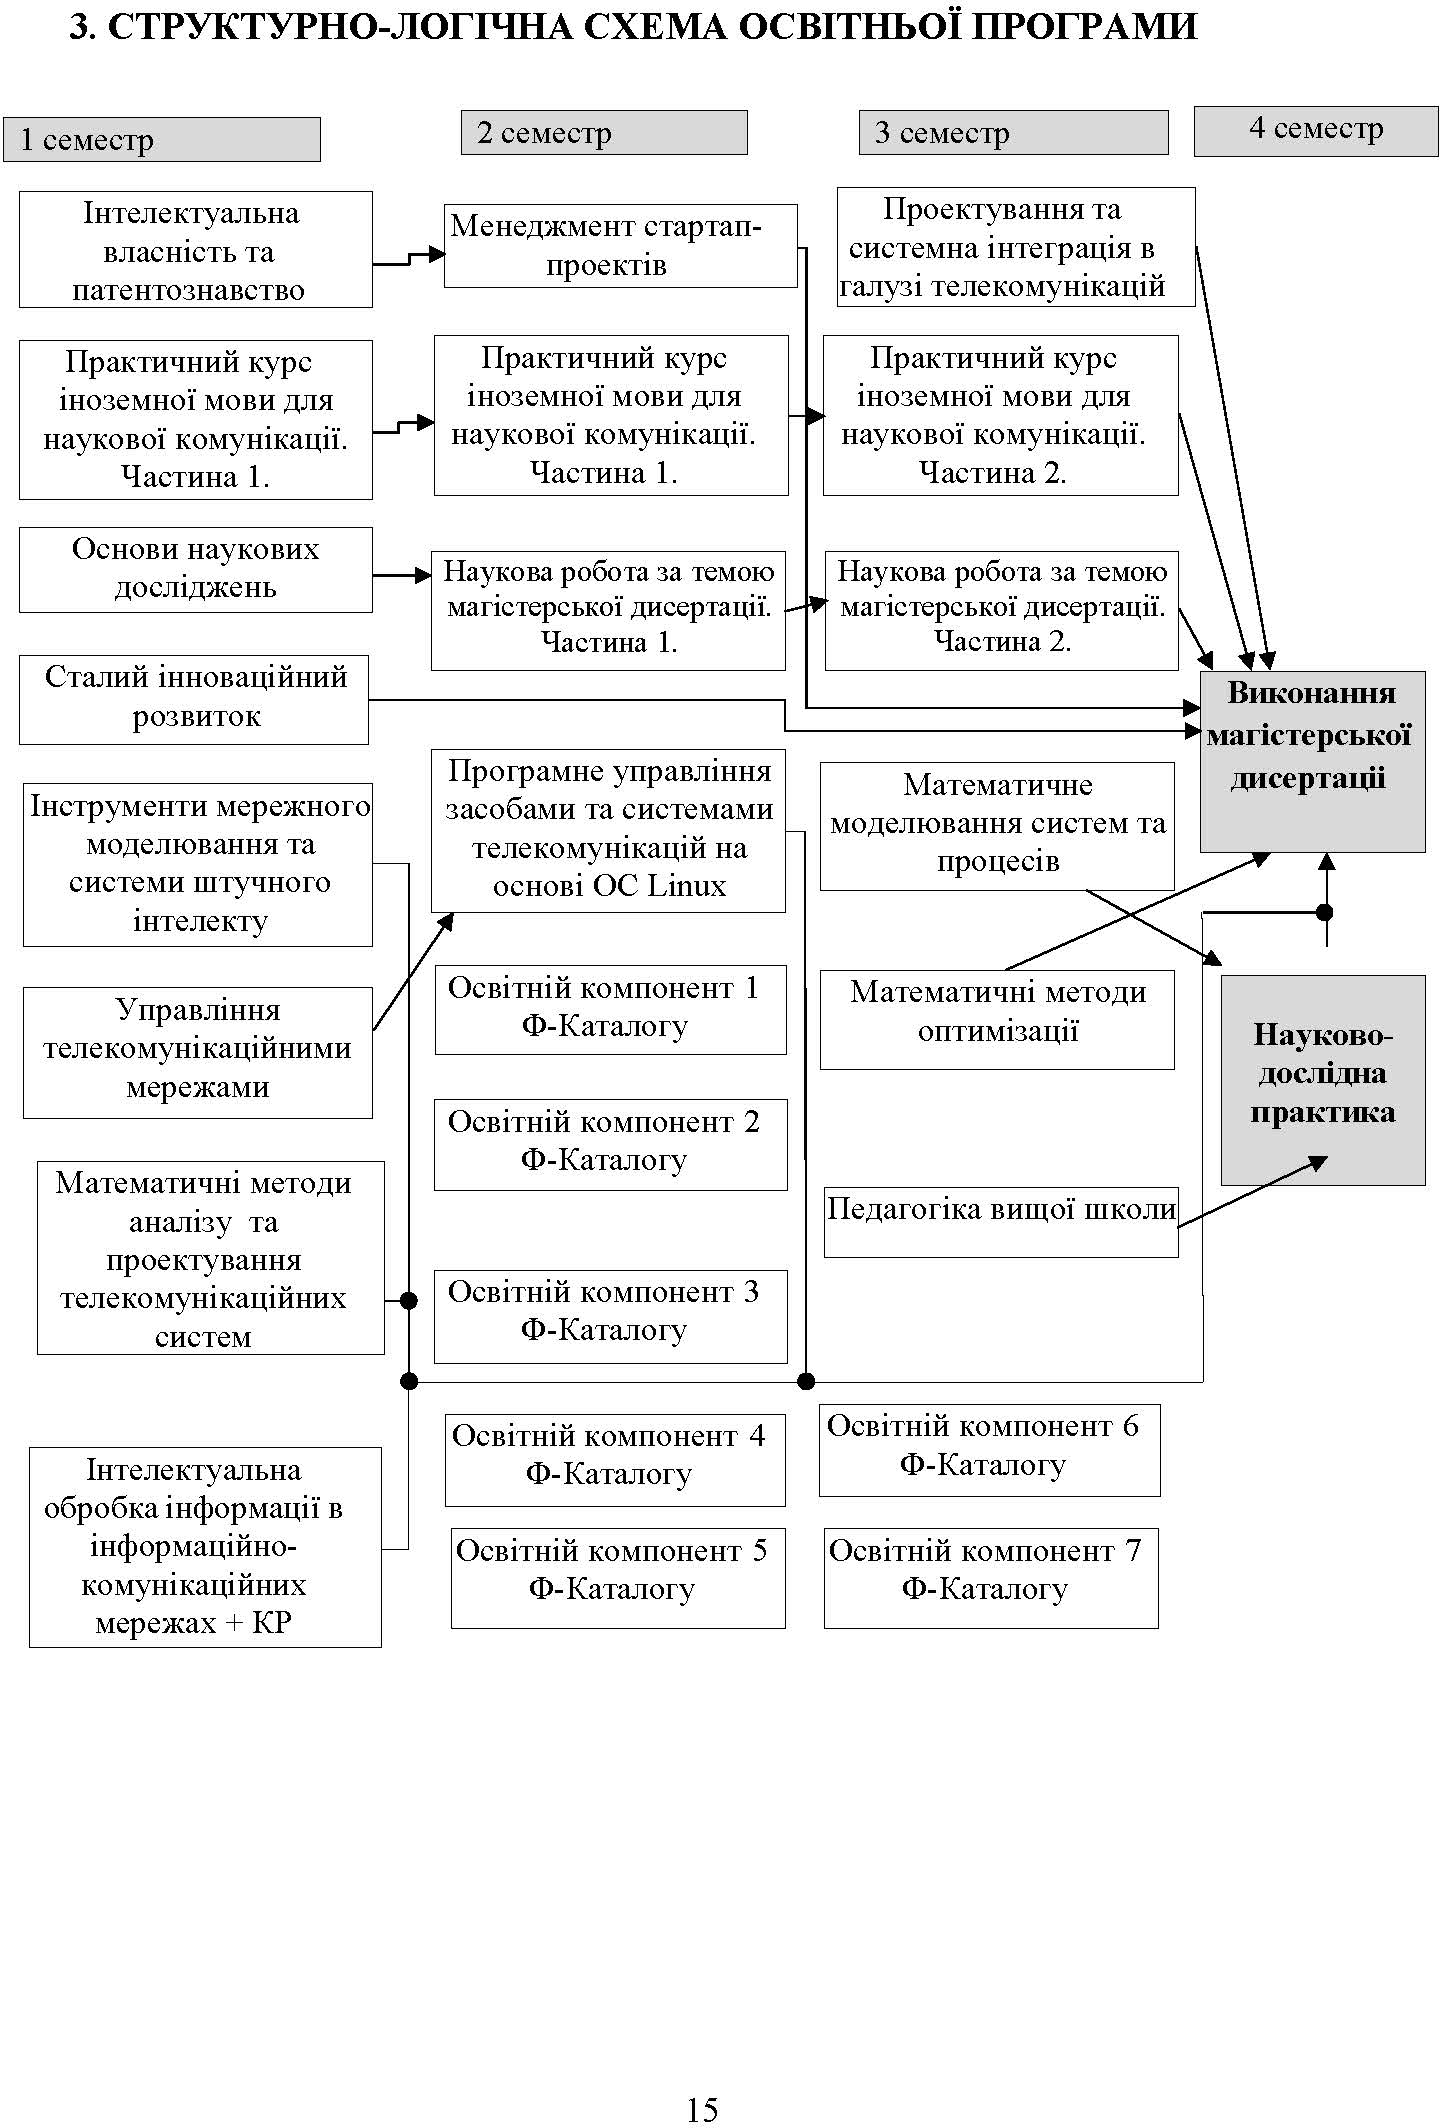 3. СТРУКТУРНО-ЛОГІЧНА СХЕМА ОСВІТНЬОЇ ПРОГРАМИ
1 семестр
2 семестр
3 семестр
4 семестр
Інтелектуальна
власність та
патентознавство
Менеджмент стартап-
проектів
Проектування та
системна інтеграція в
галузі телекомунікацій
Практичний курс
іноземної мови для
наукової комунікації.
Частина 1.
Практичний курс
іноземної мови для
наукової комунікації.
Частина 1.
Практичний курс
іноземної мови для
наукової комунікації.
Частина 2.
Основи наукових
досліджень
Наукова робота за темою
магістерської дисертації.
Частина 1.
Наукова робота за темою
магістерської дисертації.
Частина 2.
Сталий інноваційний
розвиток
Виконання
магістерської
дисертації
Інструменти мережного
моделювання та
системи штучного
інтелекту
Програмне управління
засобами та системами
телекомунікацій на
основі ОС Linux
Математичне
моделювання систем та
процесів
Управління
телекомунікаційними
мережами
Освітній компонент 1
Ф-Каталогу
Математичні методи
оптимізації
Науково-
дослідна
практика
Освітній компонент 2
Ф-Каталогу
Математичні методи
аналізу та
проектування
телекомунікаційних
систем
Педагогіка вищої школи
Освітній компонент 3
Ф-Каталогу
Освітній компонент 4
Ф-Каталогу
Освітній компонент 6
Ф-Каталогу
Інтелектуальна
обробка інформації в
інформаційно-
комунікаційних
мережах + КР
Освітній компонент 5
Ф-Каталогу
Освітній компонент 7
Ф-Каталогу
15